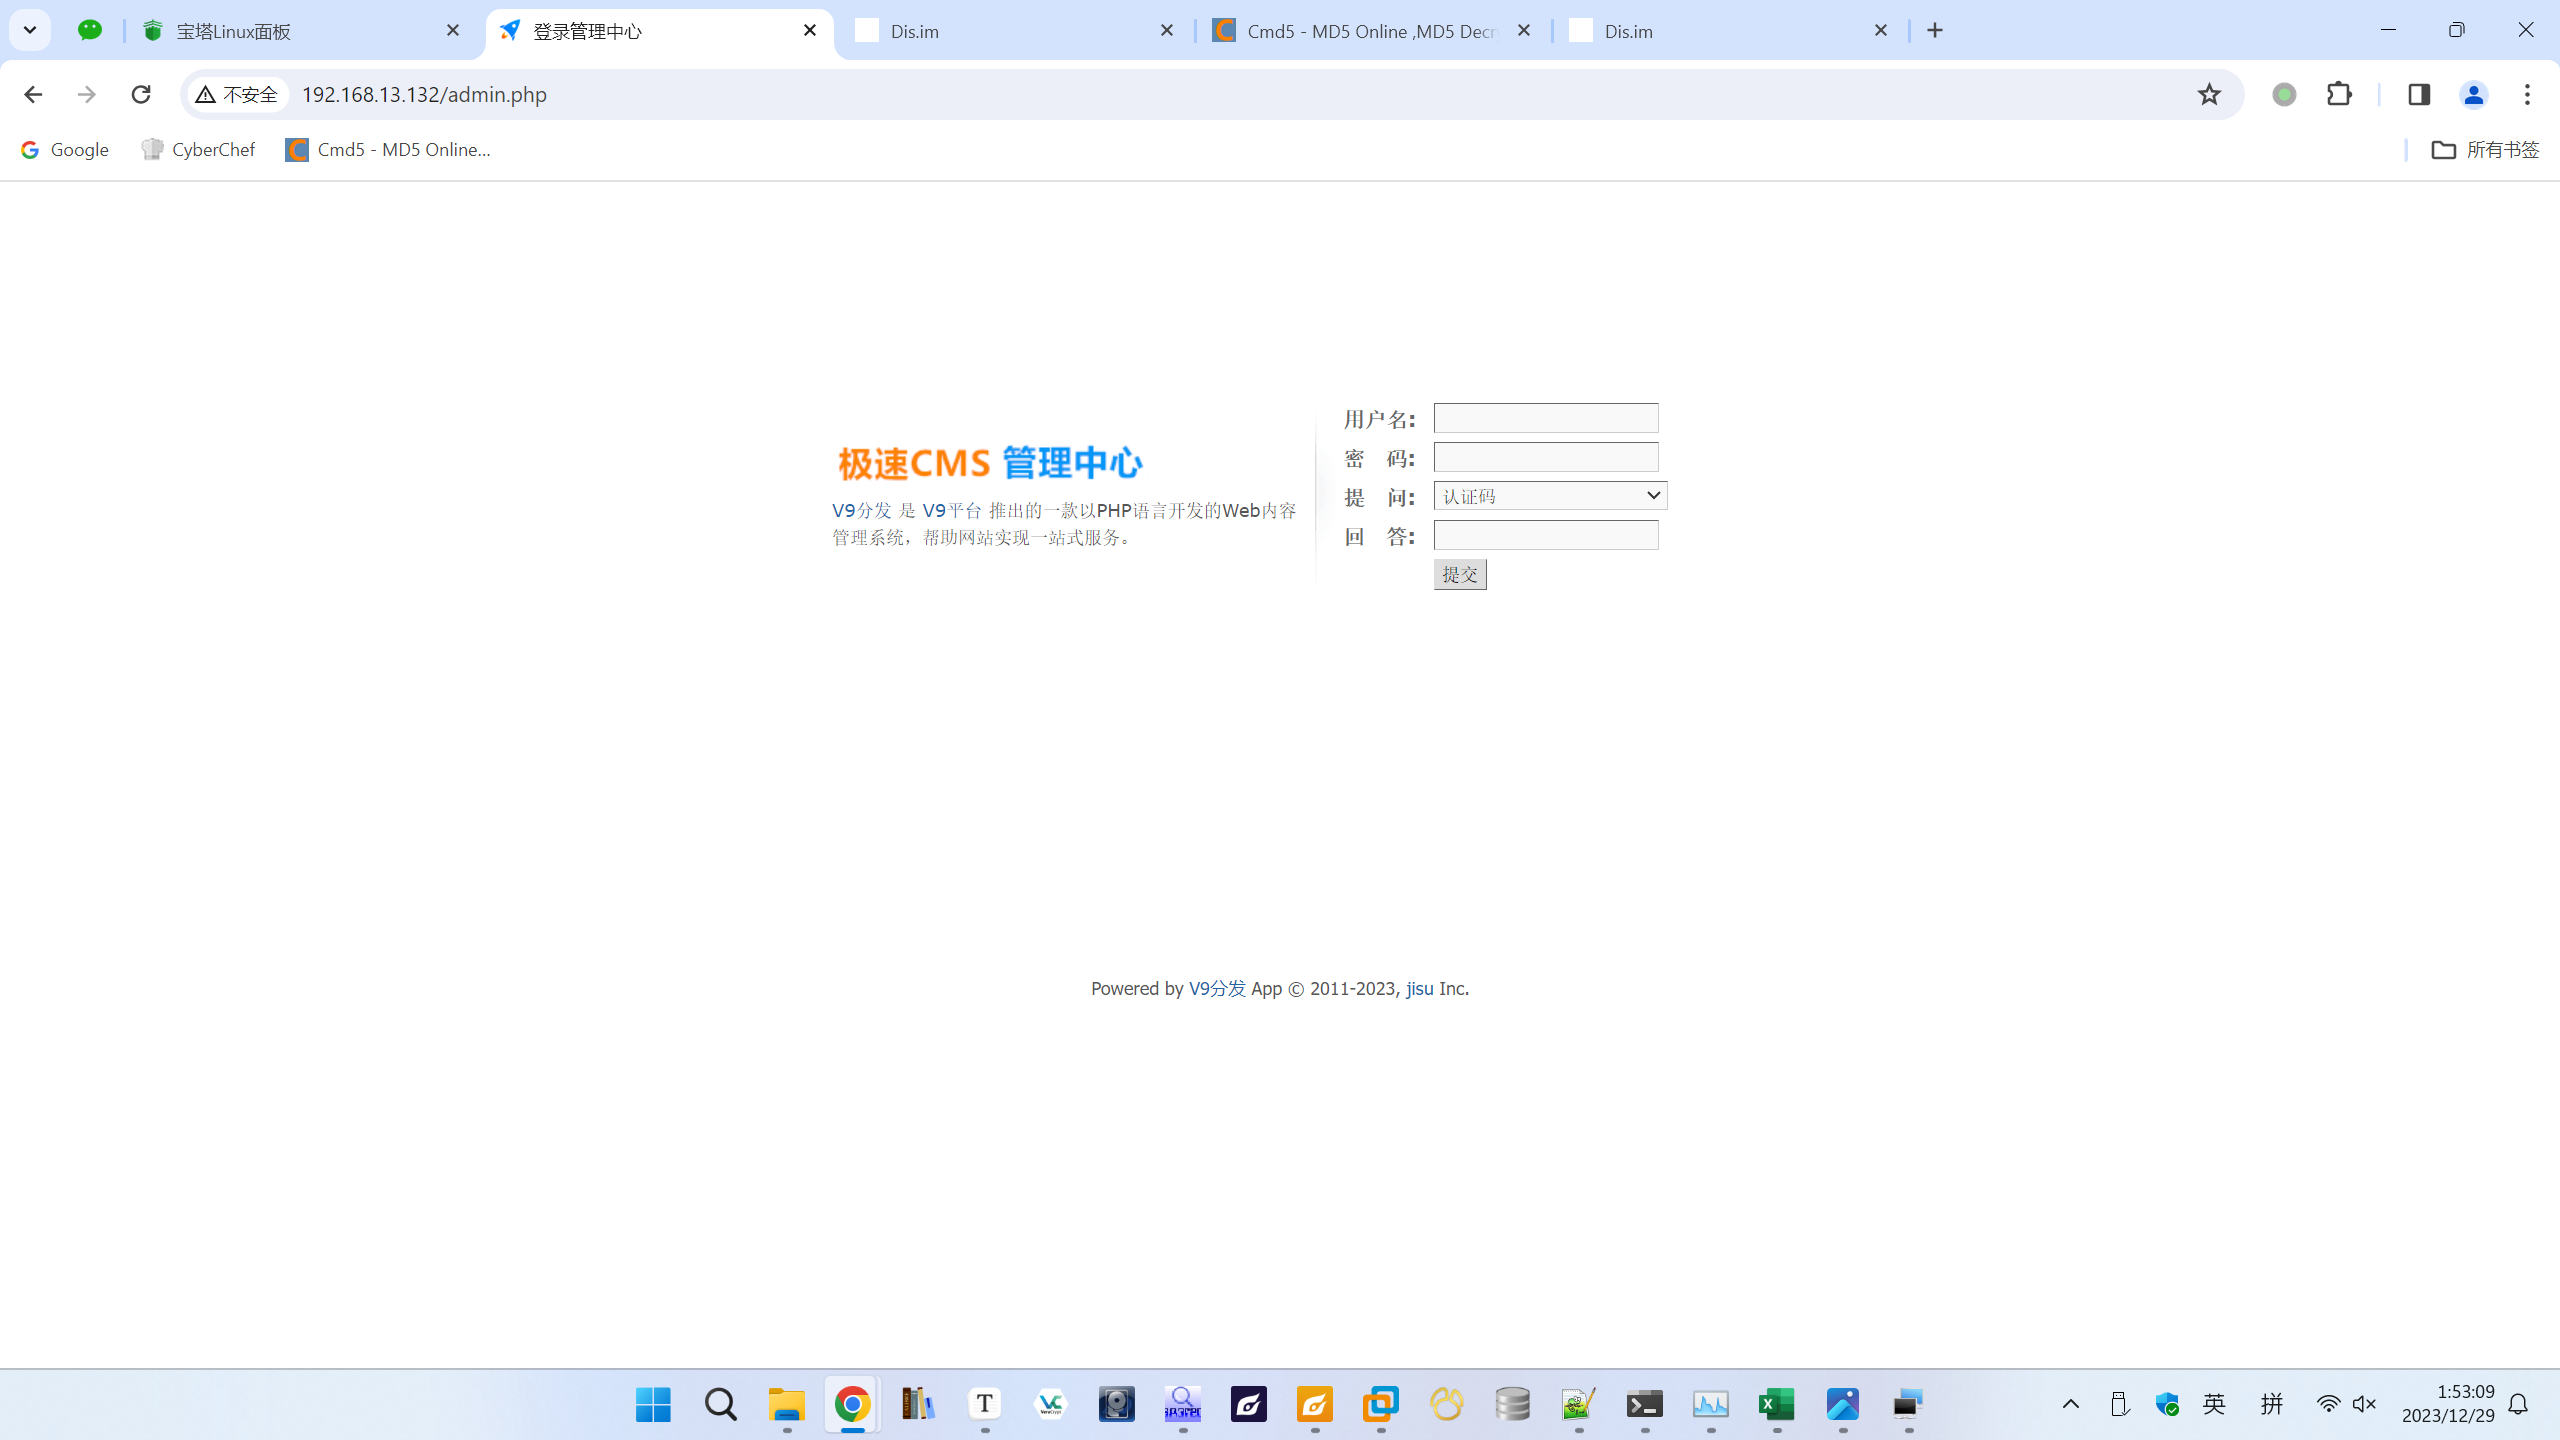 宝塔Linux面板
登录管理中心
Dis.im
Cmd5 - MD5 Online ,MD5 Decr
Dis.im
不安全
192.168.13.132/admin.php
Google
CyberChef
Cmd5 - MD5 Online...
所有书签
极速CMS 管理中心
V9分发 是 V9平台 推出的一款以PHP语言开发的Web内容
管理系统，帮助网站实现一站式服务。
用户名:
密 码:
提 问: 认证码
回 答:
提交
Powered by V9分发 App © 2011-2023, jisu Inc.
英
拼
1:53:09
2023/12/29